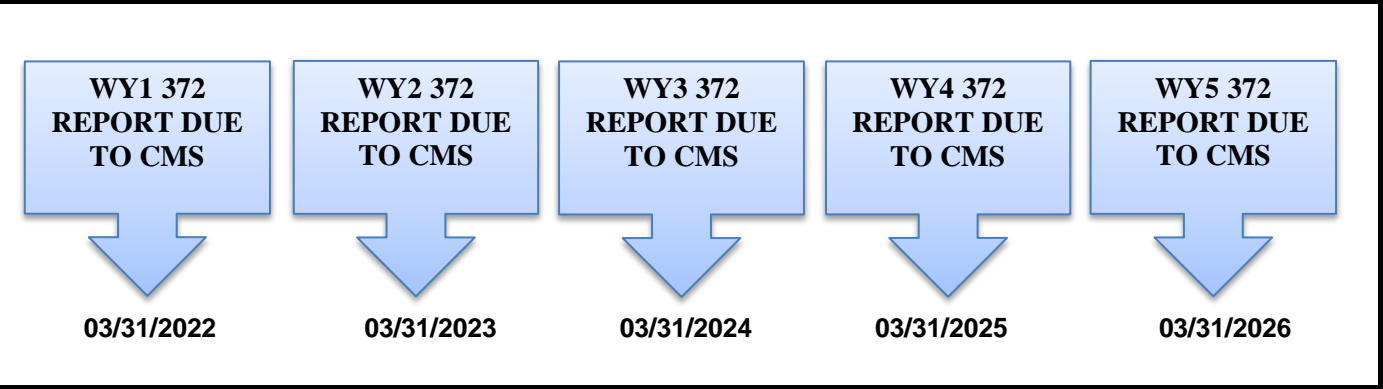 WY1 372
REPORT DUE
TO CMS
WY2 372
REPORT DUE
TO CMS
WY3 372
REPORT DUE
TO CMS
WY4 372
REPORT DUE
TO CMS
WY5 372
REPORT DUE
TO CMS
03/31/2022
03/31/2023
03/31/2024
03/31/2025
03/31/2026